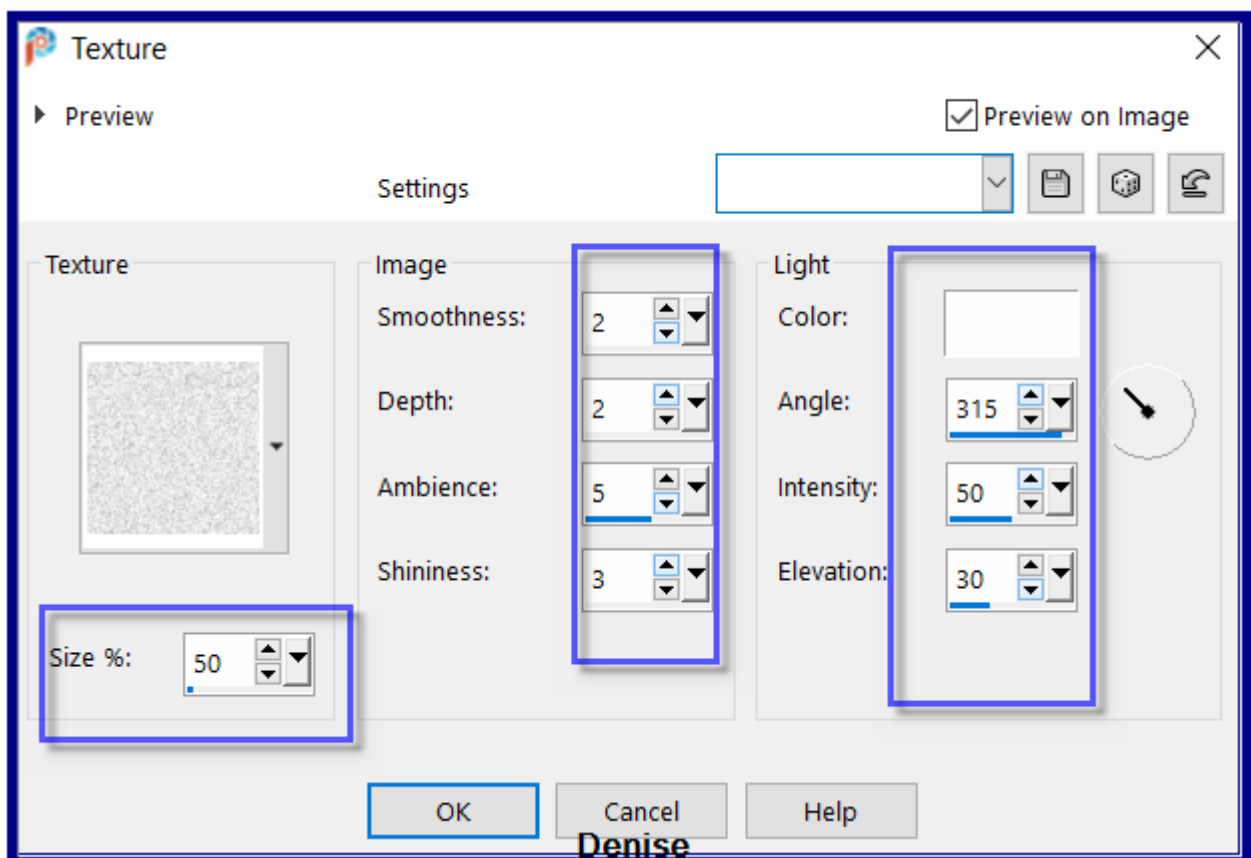 Texture
Preview
Preview on Image
Settings
Texture
Size %: 50
Image
Smoothness: 2
Depth: 2
Ambience: 5
Shininess: 3
Light
Color:
Angle: 315
Intensity: 50
Elevation: 30
OK
Cancel
Help
Denise